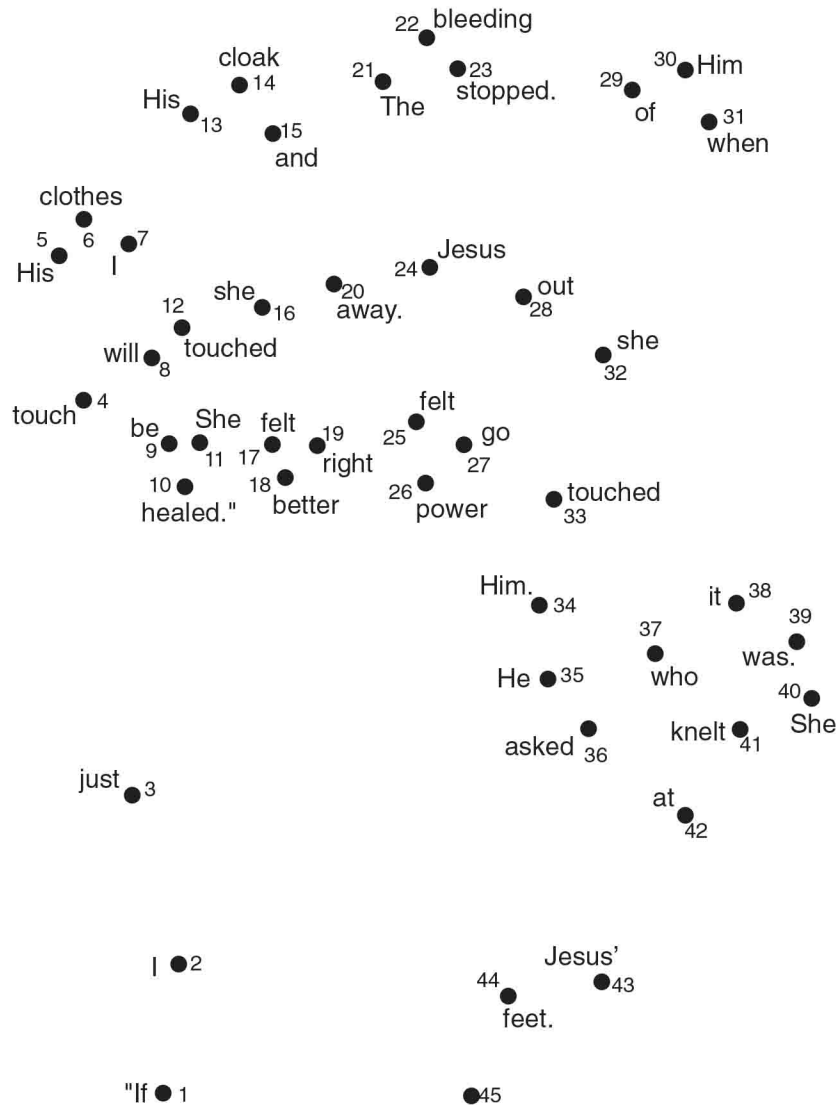 "If 1
I 2
just 3
touch 4
His 5
clothes 6
I 7
will 8
be 9
healed." 10
She 11
touched 12
His 13
cloak 14
and 15
she 16
felt 17
better 18
right 19
away. 20
The 21
bleeding 22
stopped. 23
Jesus 24
felt 25
power 26
go 27
out 28
of 29
Him 30
when 31
she 32
touched 33
Him. 34
He 35
asked 36
who 37
it 38
was. 39
She 40
knelt 41
at 42
Jesus’ 43
feet. 44
45